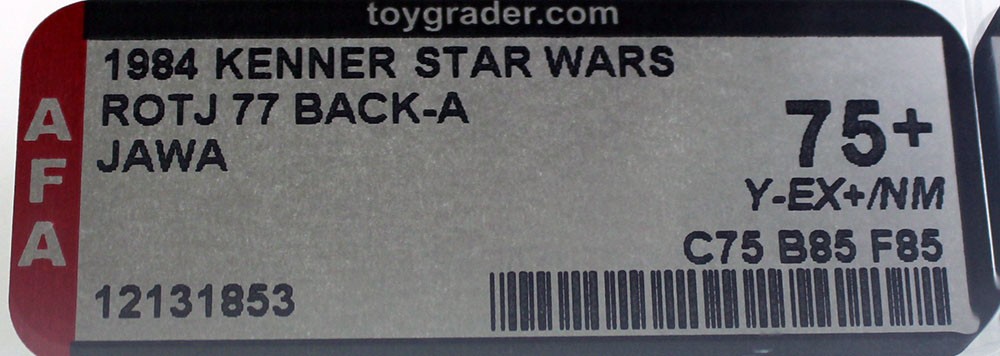 toygrader.com
AFA
1984 KENNER STAR WARS
ROTJ 77 BACK-A
JAWA
75+
Y-EX+/NM
C75 B85 F85
12131853